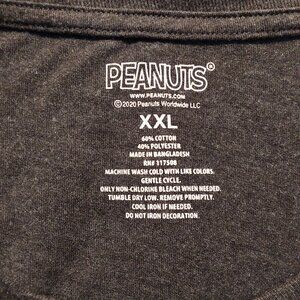 PEANUTS®
WWW.PEANUTS.COM
©2020 Peanuts Worldwide LLC
XXL
60% COTTON
40% POLYESTER
MADE IN BANGLADESH
RN# 117508
MACHINE WASH COLD WITH LIKE COLORS.
GENTLE CYCLE.
ONLY NON-CHLORINE BLEACH WHEN NEEDED.
TUMBLE DRY LOW. REMOVE PROMPTLY.
COOL IRON IF NEEDED.
DO NOT IRON DECORATION.